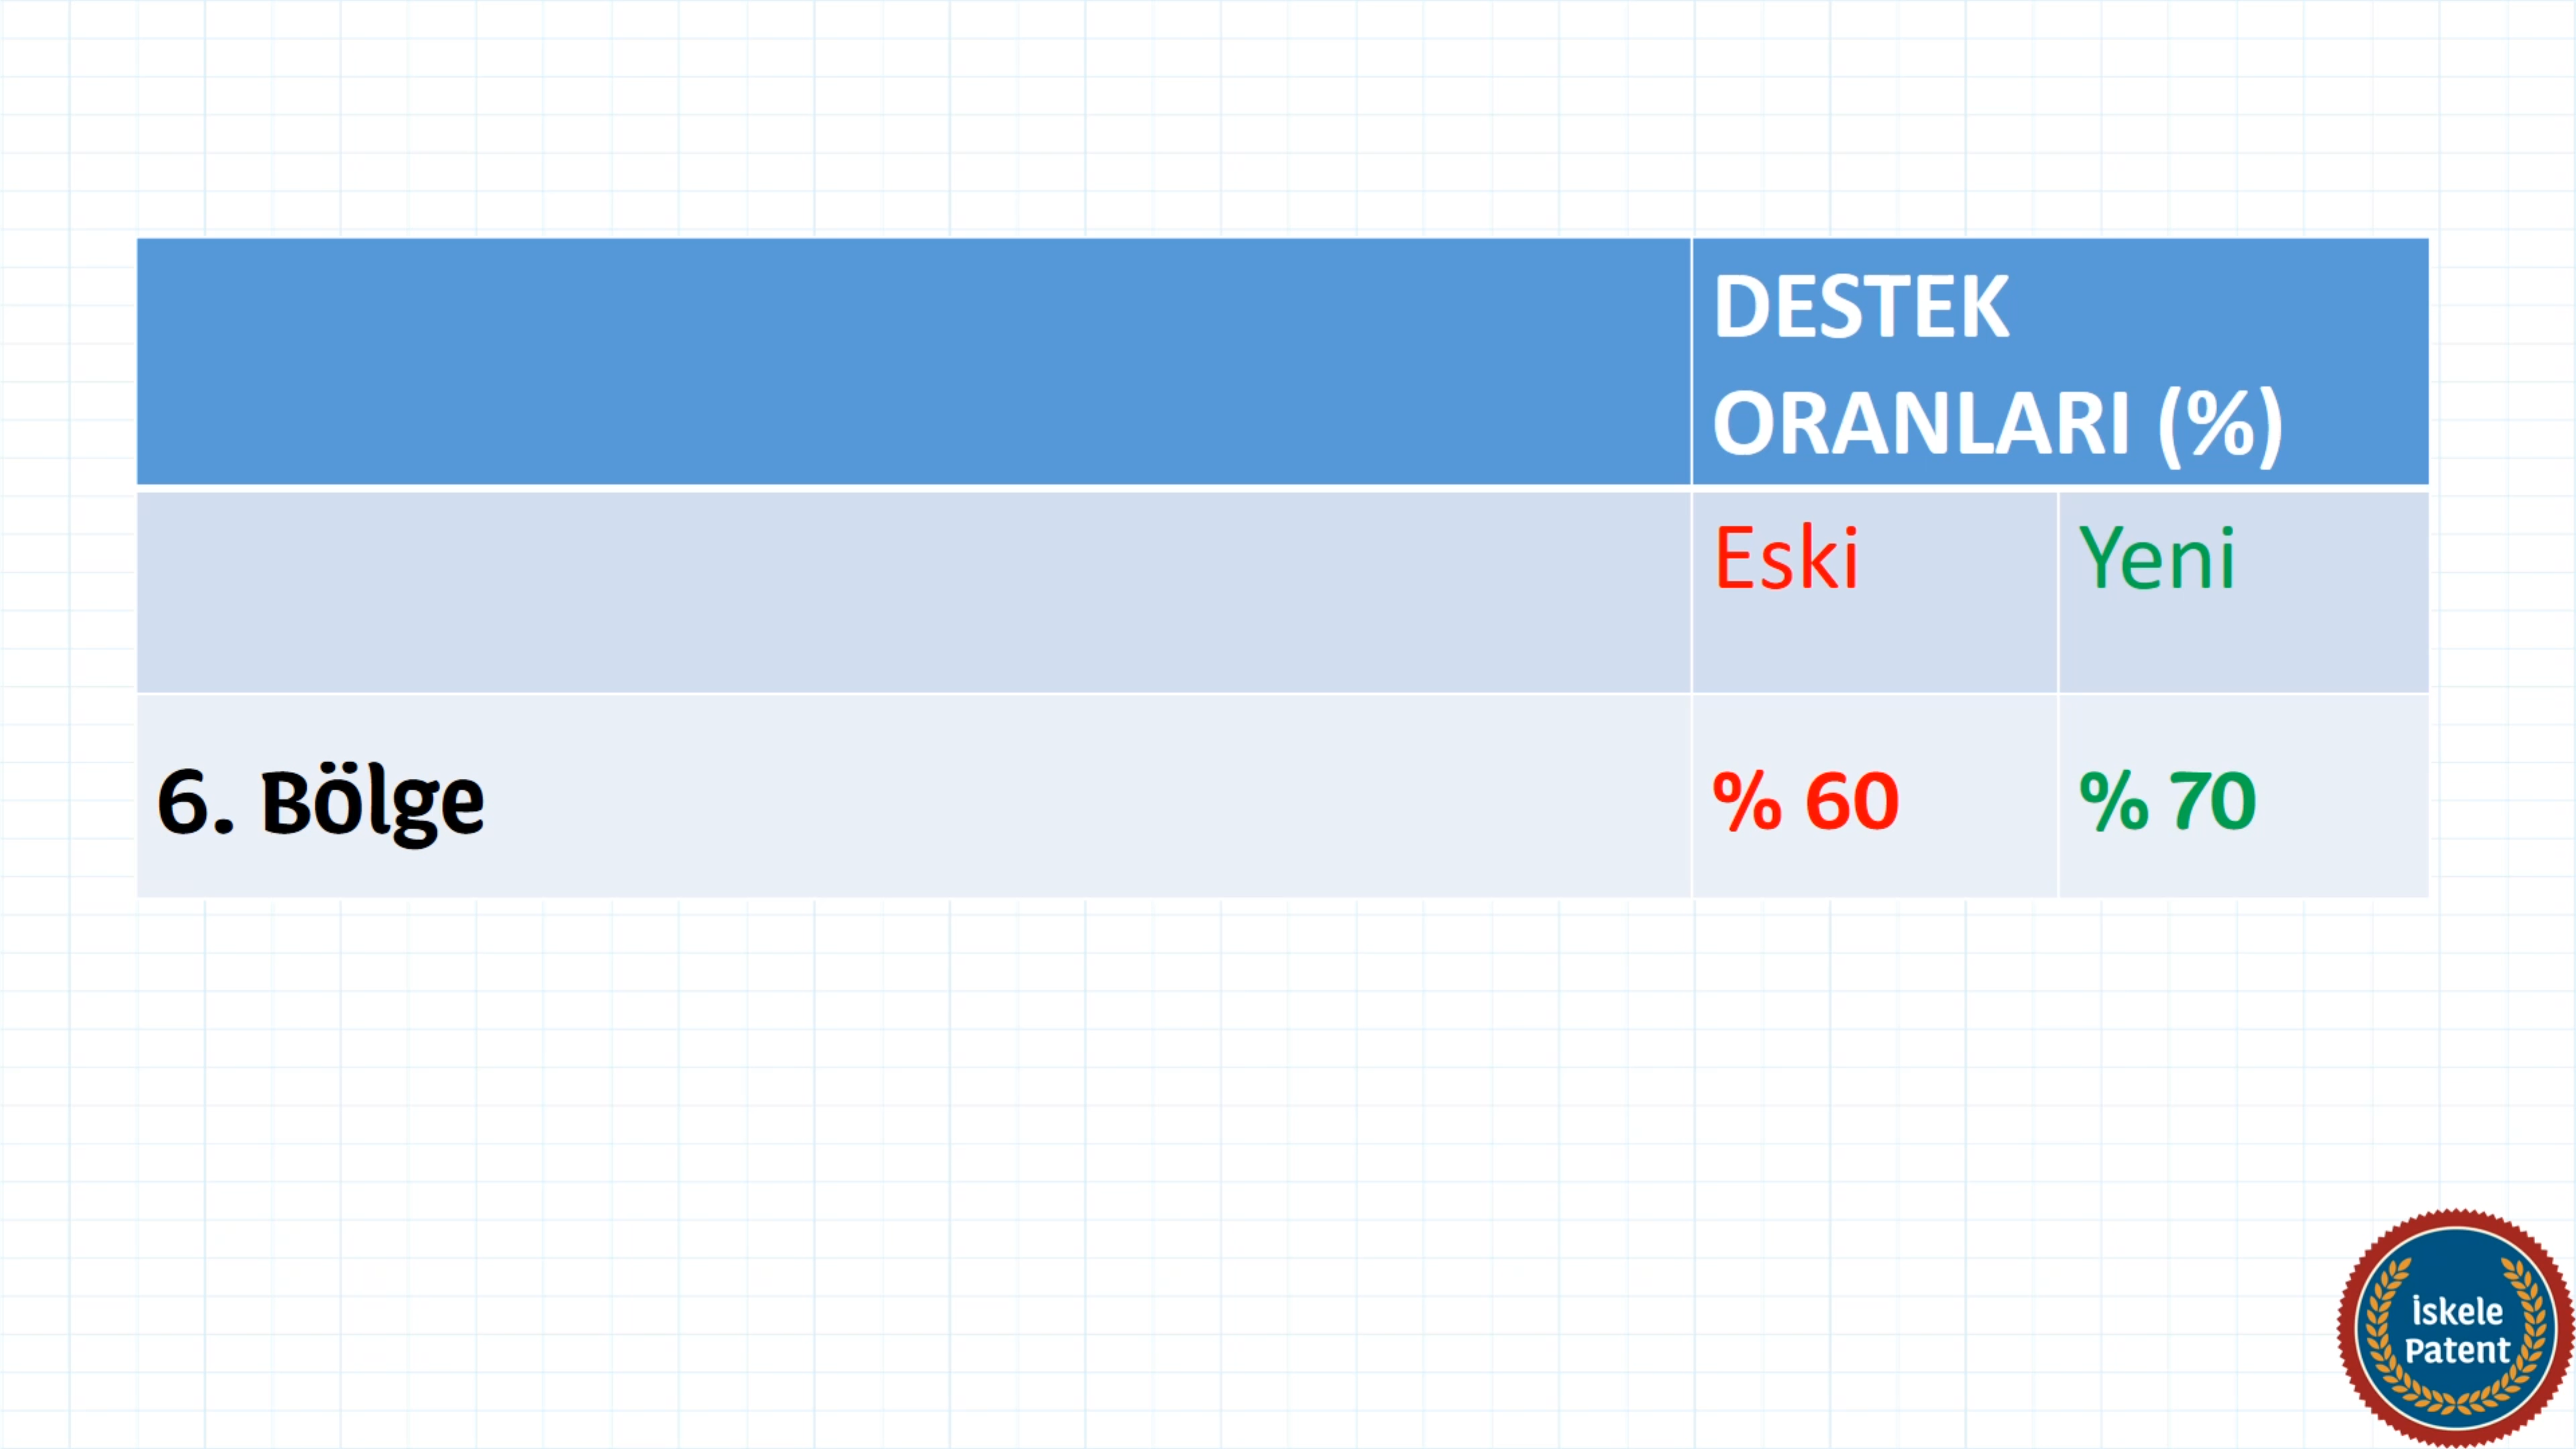 DESTEK
ORANLARI (%)
Eski
Yeni
6. Bölge
% 60
% 70
İskele
Patent